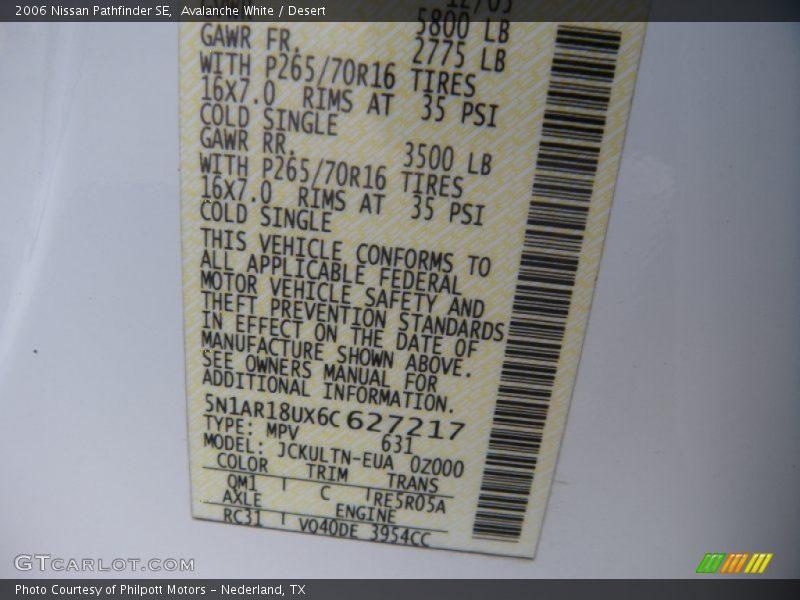 2006 Nissan Pathfinder SE, Avalanche White / Desert
12/05
5800 LB
GAWR FR. 2775 LB
WITH P265/70R16 TIRES
16X7.0 RIMS AT 35 PSI
COLD SINGLE
GAWR RR. 3500 LB
WITH P265/70R16 TIRES
16X7.0 RIMS AT 35 PSI
COLD SINGLE
THIS VEHICLE CONFORMS TO
ALL APPLICABLE FEDERAL
MOTOR VEHICLE SAFETY AND
THEFT PREVENTION STANDARDS
IN EFFECT ON THE DATE OF
MANUFACTURE SHOWN ABOVE.
SEE OWNERS MANUAL FOR
ADDITIONAL INFORMATION.
5N1AR18UX6C627217
TYPE: MPV 631
MODEL: JCKULTN-EUA 0Z000
COLOR TRIM TRANS
QM1 C RE5R05A
AXLE ENGINE
RC31 VQ40DE 3954CC
GTCARLOT.COM
Photo Courtesy of Philpott Motors - Nederland, TX